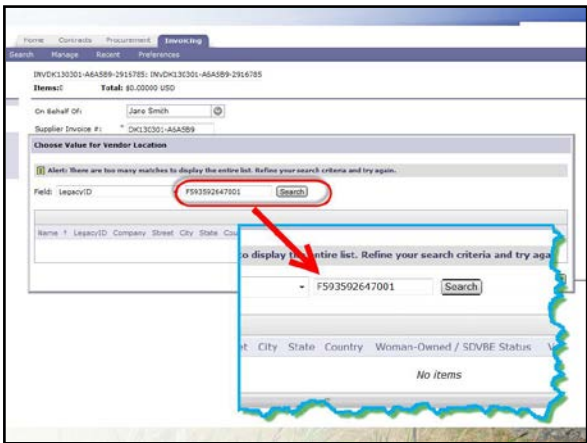 Home Contracts Procurement Invoicing
Search Manage Recent Preferences
INVDK130301-A6A5B9-2916785: INVDK130301-A6A5B9-2916785
Items: Total: $0.00000 USD
On Behalf Of: Jane Smith
Supplier Invoice #: * DK130301-A6A5B9
Choose Value for Vendor Location
Alert: There are too many matches to display the entire list. Refine your search criteria and try again.
Field: LegacyID F593592647001 Search
Name ↑ LegacyID Company Street City State
to display the entire list. Refine your search criteria and try
F593592647001 Search
City State Country Woman-Owned / SDVBE Status
No items